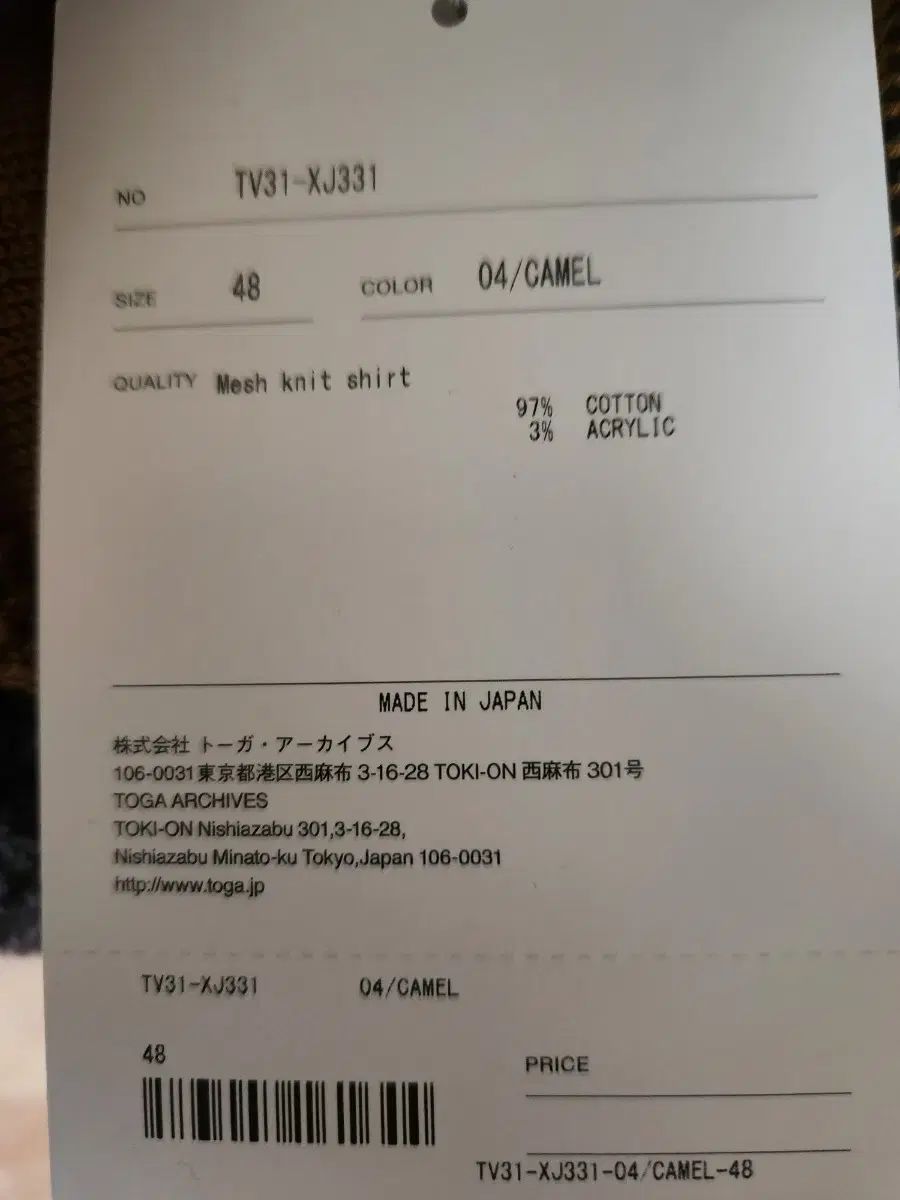 NO TV31-XJ331
SIZE 48 COLOR 04/CAMEL
QUALITY Mesh knit shirt
97% COTTON
3% ACRYLIC
MADE IN JAPAN
株式会社 トーガ・アーカイブス
106-0031東京都港区西麻布 3-16-28 TOKI-ON 西麻布 301号
TOGA ARCHIVES
TOKI-ON Nishiazabu 301,3-16-28,
Nishiazabu Minato-ku Tokyo,Japan 106-0031
http://www.toga.jp
TV31-XJ331 04/CAMEL
48
PRICE
TV31-XJ331-04/CAMEL-48